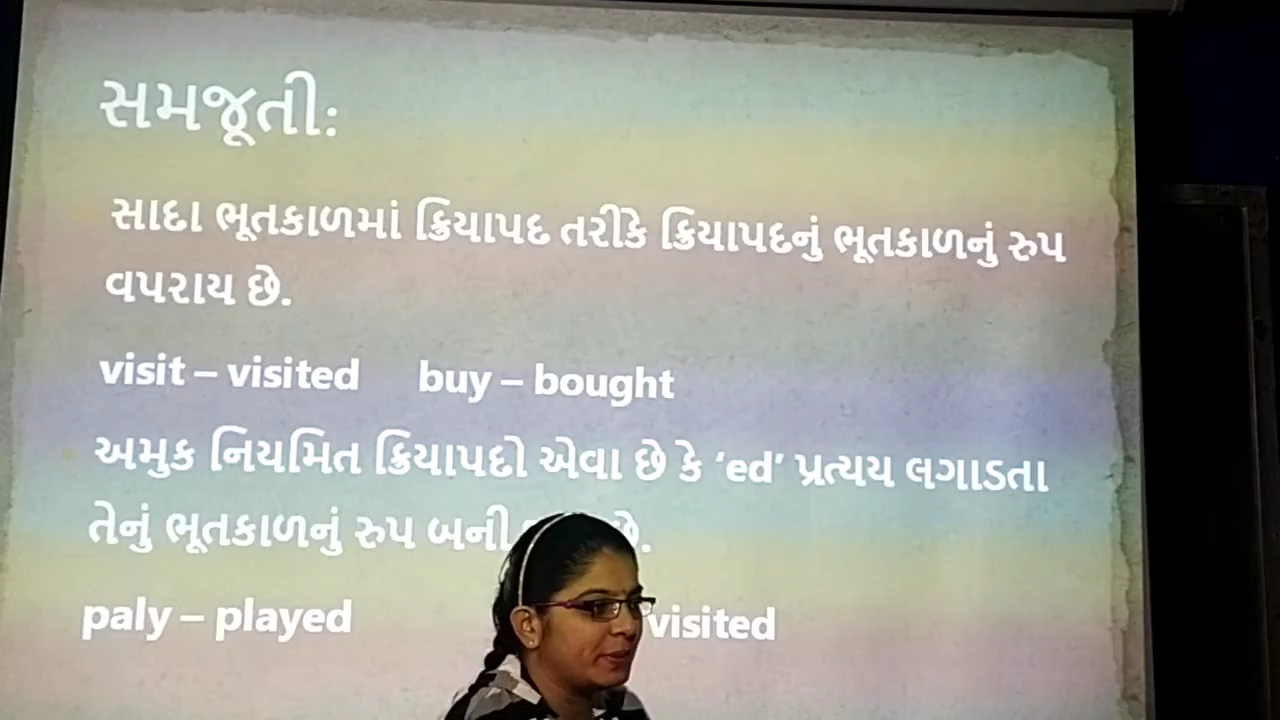 સમજૂતી:
સાદા ભૂતકાળમાં ક્રિયાપદ તરીકે ક્રિયાપદનું ભૂતકાળનું રુપ
વપરાય છે.
visit – visited buy – bought
અમુક નિયમિત ક્રિયાપદો એવા છે કે ‘ed’ પ્રત્યય લગાડતા
તેનું ભૂતકાળનું રુપ બની છે.
paly – played visited